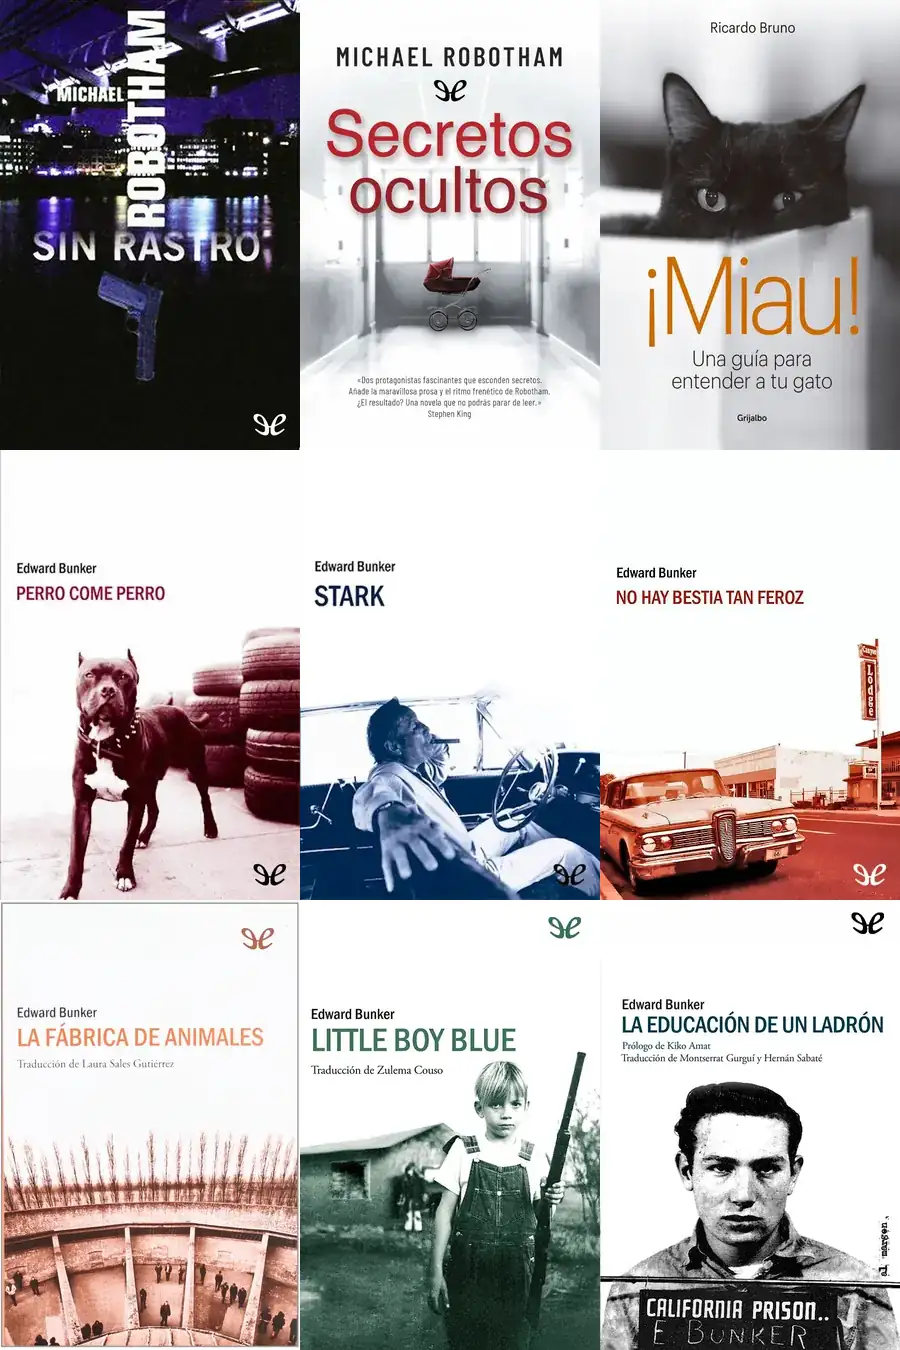 MICHAEL
ROBOTHAM
SIN RASTRO
MICHAEL ROBOTHAM
Secretos
ocultos
«Dos protagonistas fascinantes que esconden secretos.
Añade la maravillosa prosa y el ritmo frenético de Robotham.
¿El resultado? Una novela que no podrás parar de leer.»
Stephen King
Ricardo Bruno
¡Miau!
Una guía para
entender a tu gato
Grijalbo
Edward Bunker
PERRO COME PERRO
Edward Bunker
STARK
Edward Bunker
NO HAY BESTIA TAN FEROZ
Lodge
Edward Bunker
LA FÁBRICA DE ANIMALES
Traducción de Laura Sales Gutiérrez
Edward Bunker
LITTLE BOY BLUE
Traducción de Zulema Couso
Edward Bunker
LA EDUCACIÓN DE UN LADRÓN
Prólogo de Kiko Amat
Traducción de Montserrat Gurguí y Hernán Sabaté
al margen
CALIFORNIA PRISON..
E. BUNKER